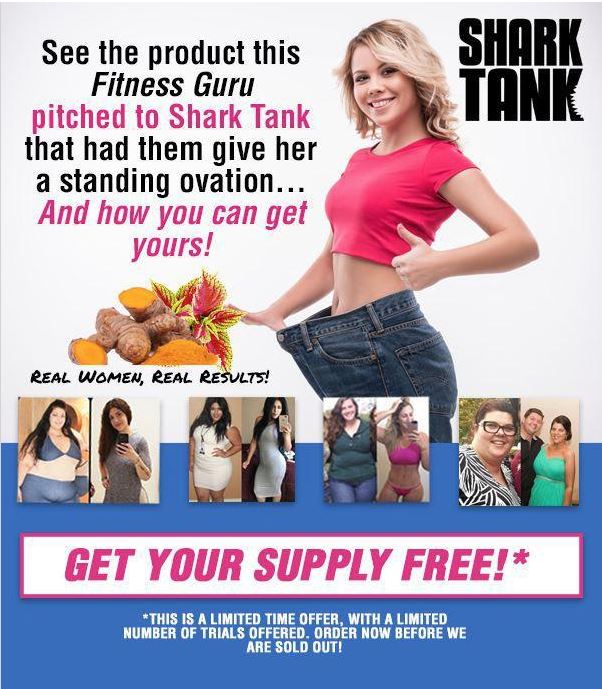 See the product this
Fitness Guru
pitched to Shark Tank
that had them give her
a standing ovation...
And how you can get
yours!
SHARK
TANK
REAL WOMEN, REAL RESULTS!
GET YOUR SUPPLY FREE!*
*THIS IS A LIMITED TIME OFFER, WITH A LIMITED
NUMBER OF TRIALS OFFERED. ORDER NOW BEFORE WE
ARE SOLD OUT!